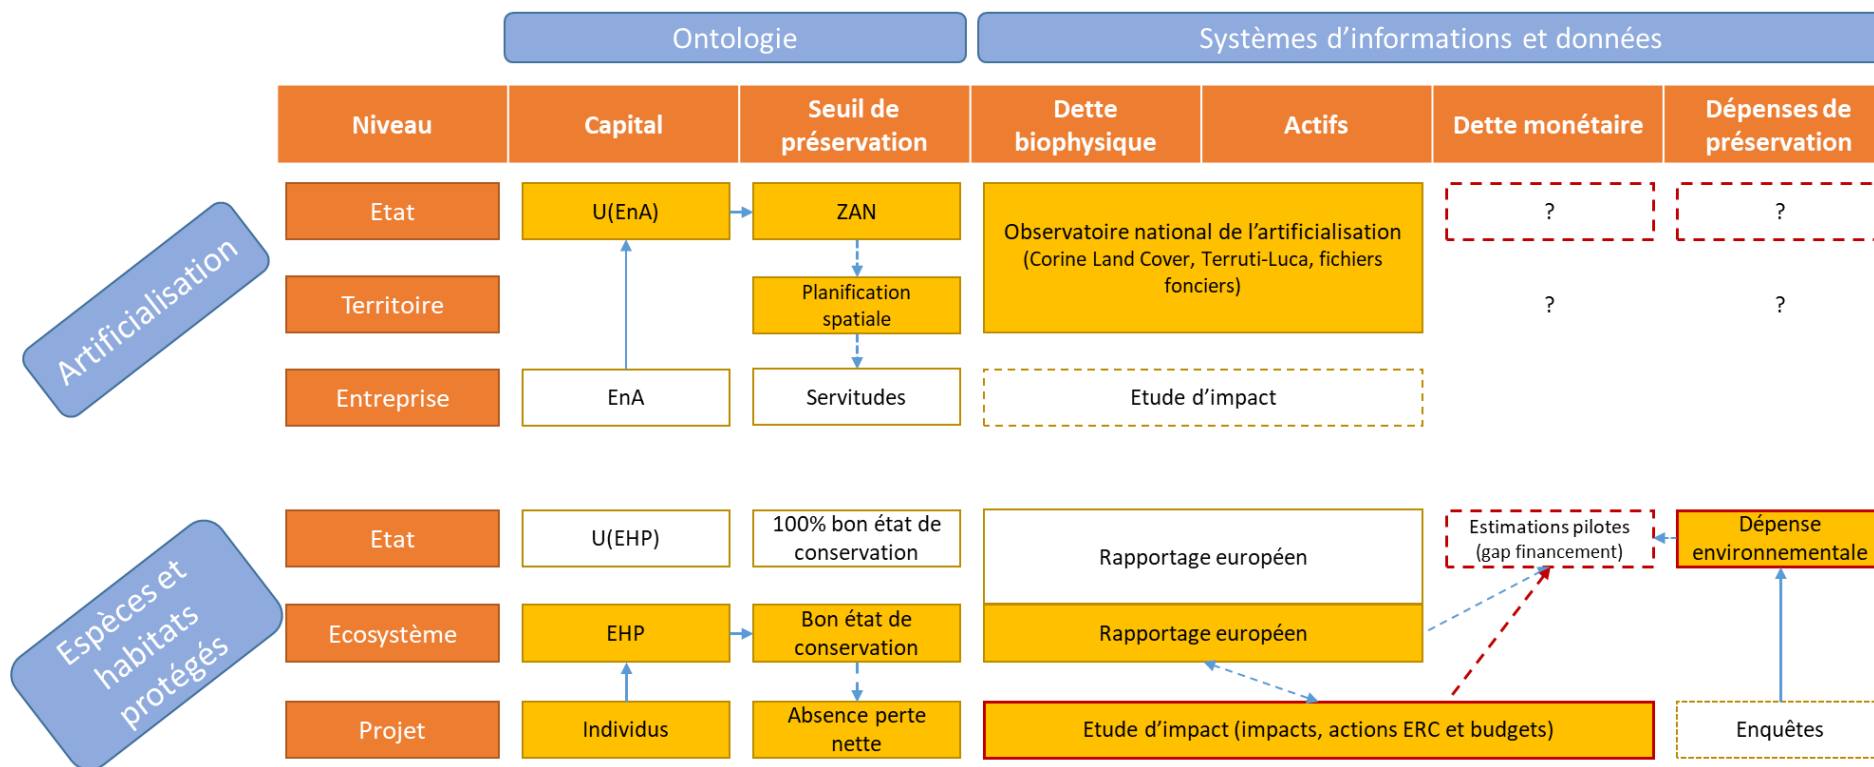 Ontologie
Systèmes d’informations et données
Niveau
Capital
Seuil de
préservation
Dette
biophysique
Actifs
Dette monétaire
Dépenses de
préservation
Artificialisation
Etat
U(EnA)
ZAN
Observatoire national de l’artificialisation
(Corine Land Cover, Terruti-Luca, fichiers
fonciers)
?
?
Territoire
Planification
spatiale
?
?
Entreprise
EnA
Servitudes
Etude d’impact
Espèces et
habitats
protégés
Etat
U(EHP)
100% bon état de
conservation
Rapportage européen
Estimations pilotes
(gap financement)
Dépense
environnementale
Ecosystème
EHP
Bon état de
conservation
Rapportage européen
Projet
Individus
Absence perte
nette
Etude d’impact (impacts, actions ERC et budgets)
Enquêtes